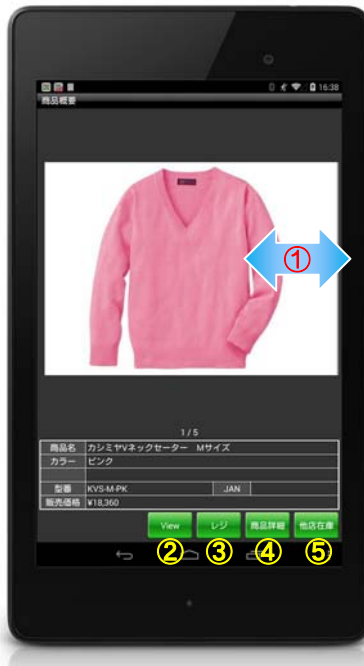 16:38
商品概要
①
1/5
商品名 カシミヤVネックセーター Mサイズ
カラー ピンク
型番 KVS-M-PK JAN
販売価格 ¥18,360
View レジ 商品詳細 他店在庫
② ③ ④ ⑤